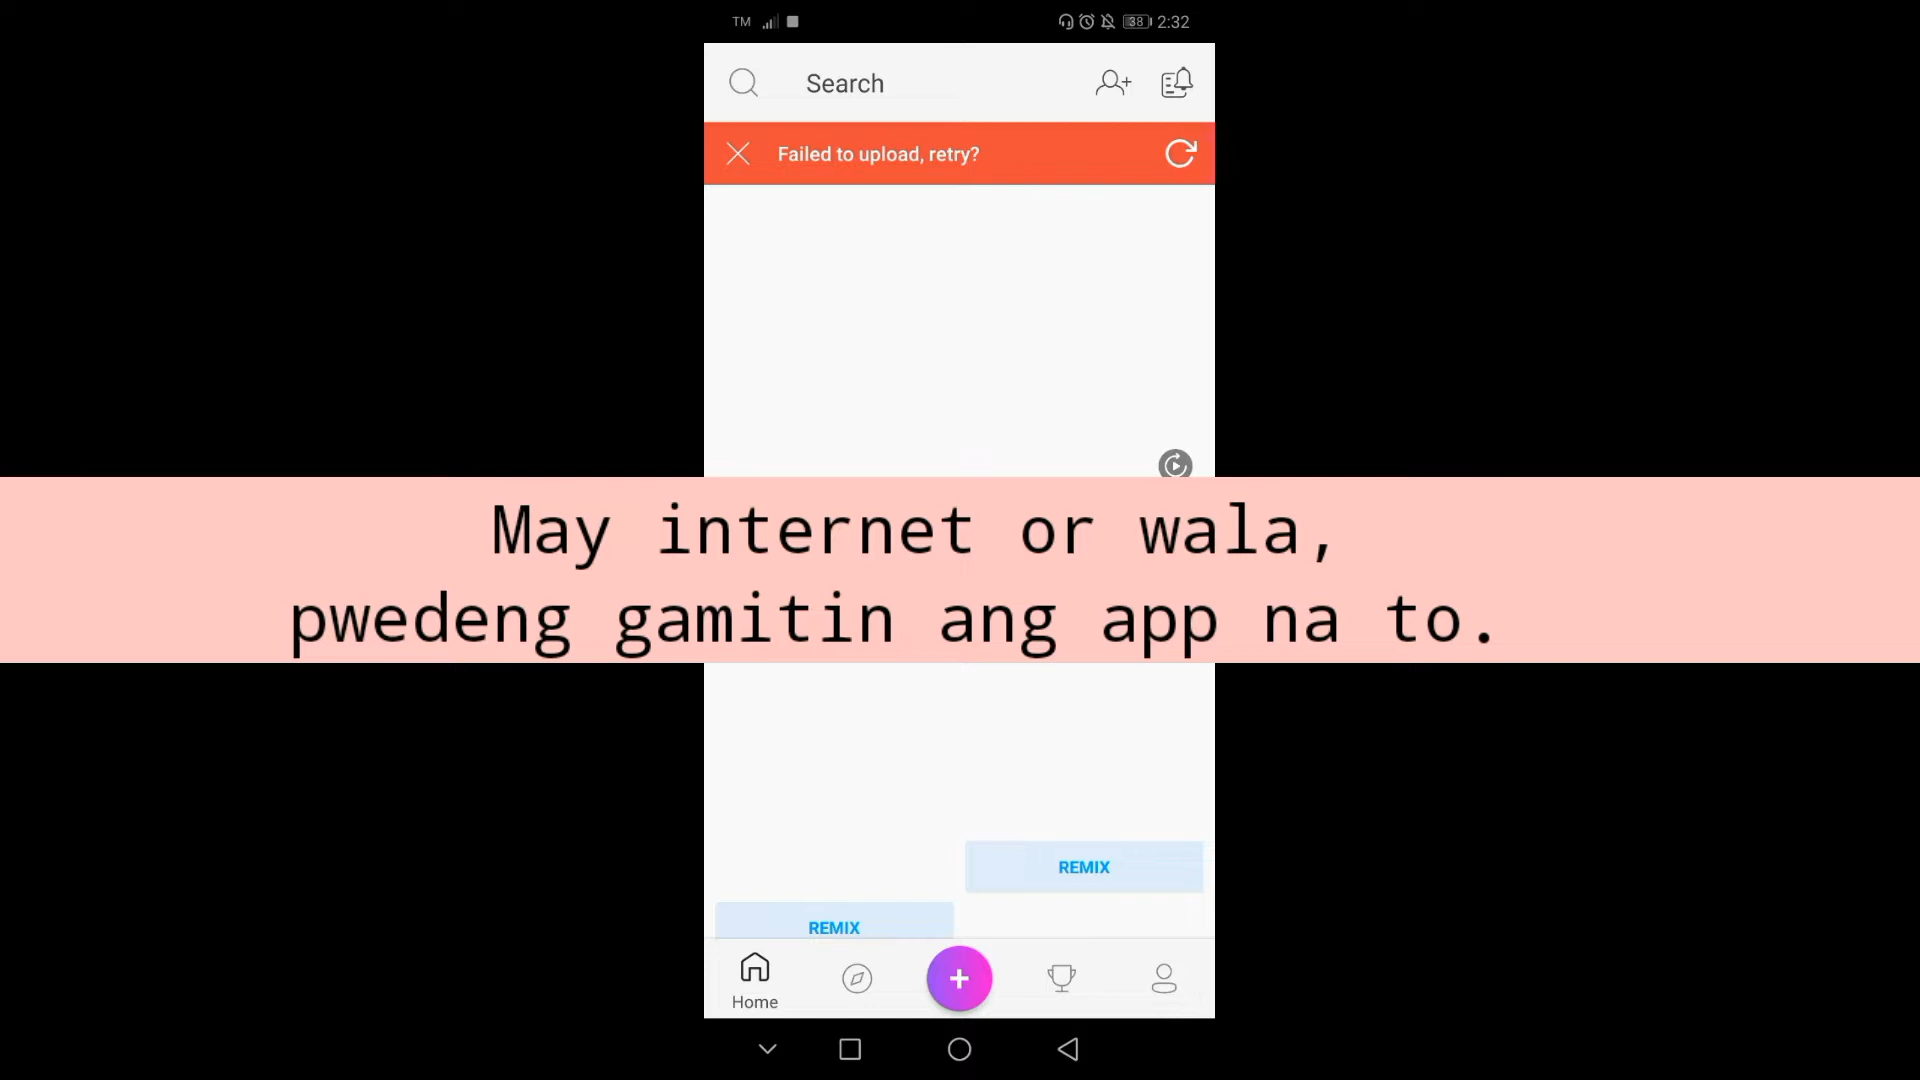 TM
38
2:32
Search
Failed to upload, retry?
May internet or wala,
pwedeng gamitin ang app na to.
REMIX
REMIX
Home